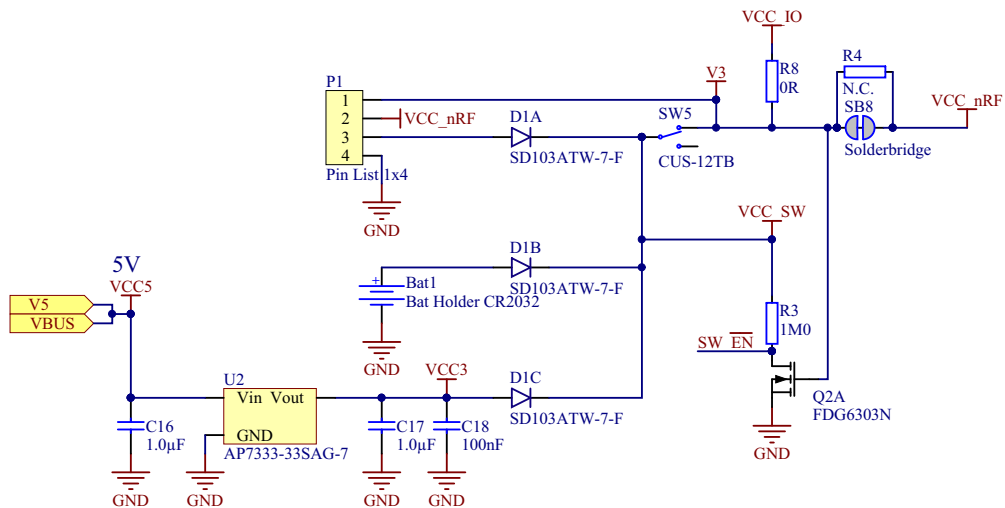 VCC_IO
P1
1
2
3
4
VCC_nRF
Pin List 1x4
GND
D1A
SD103ATW-7-F
V3
SW5
CUS-12TB
R8
0R
R4
N.C.
SB8
Solderbridge
VCC_nRF
VCC_SW
D1B
SD103ATW-7-F
+
Bat1
Bat Holder CR2032
GND
5V
VCC5
V5
VBUS
R3
1M0
SW_EN
Q2A
FDG6303N
GND
U2
Vin Vout
GND
AP7333-33SAG-7
VCC3
D1C
SD103ATW-7-F
C16
1.0µF
C17
1.0µF
C18
100nF
GND
GND
GND
GND